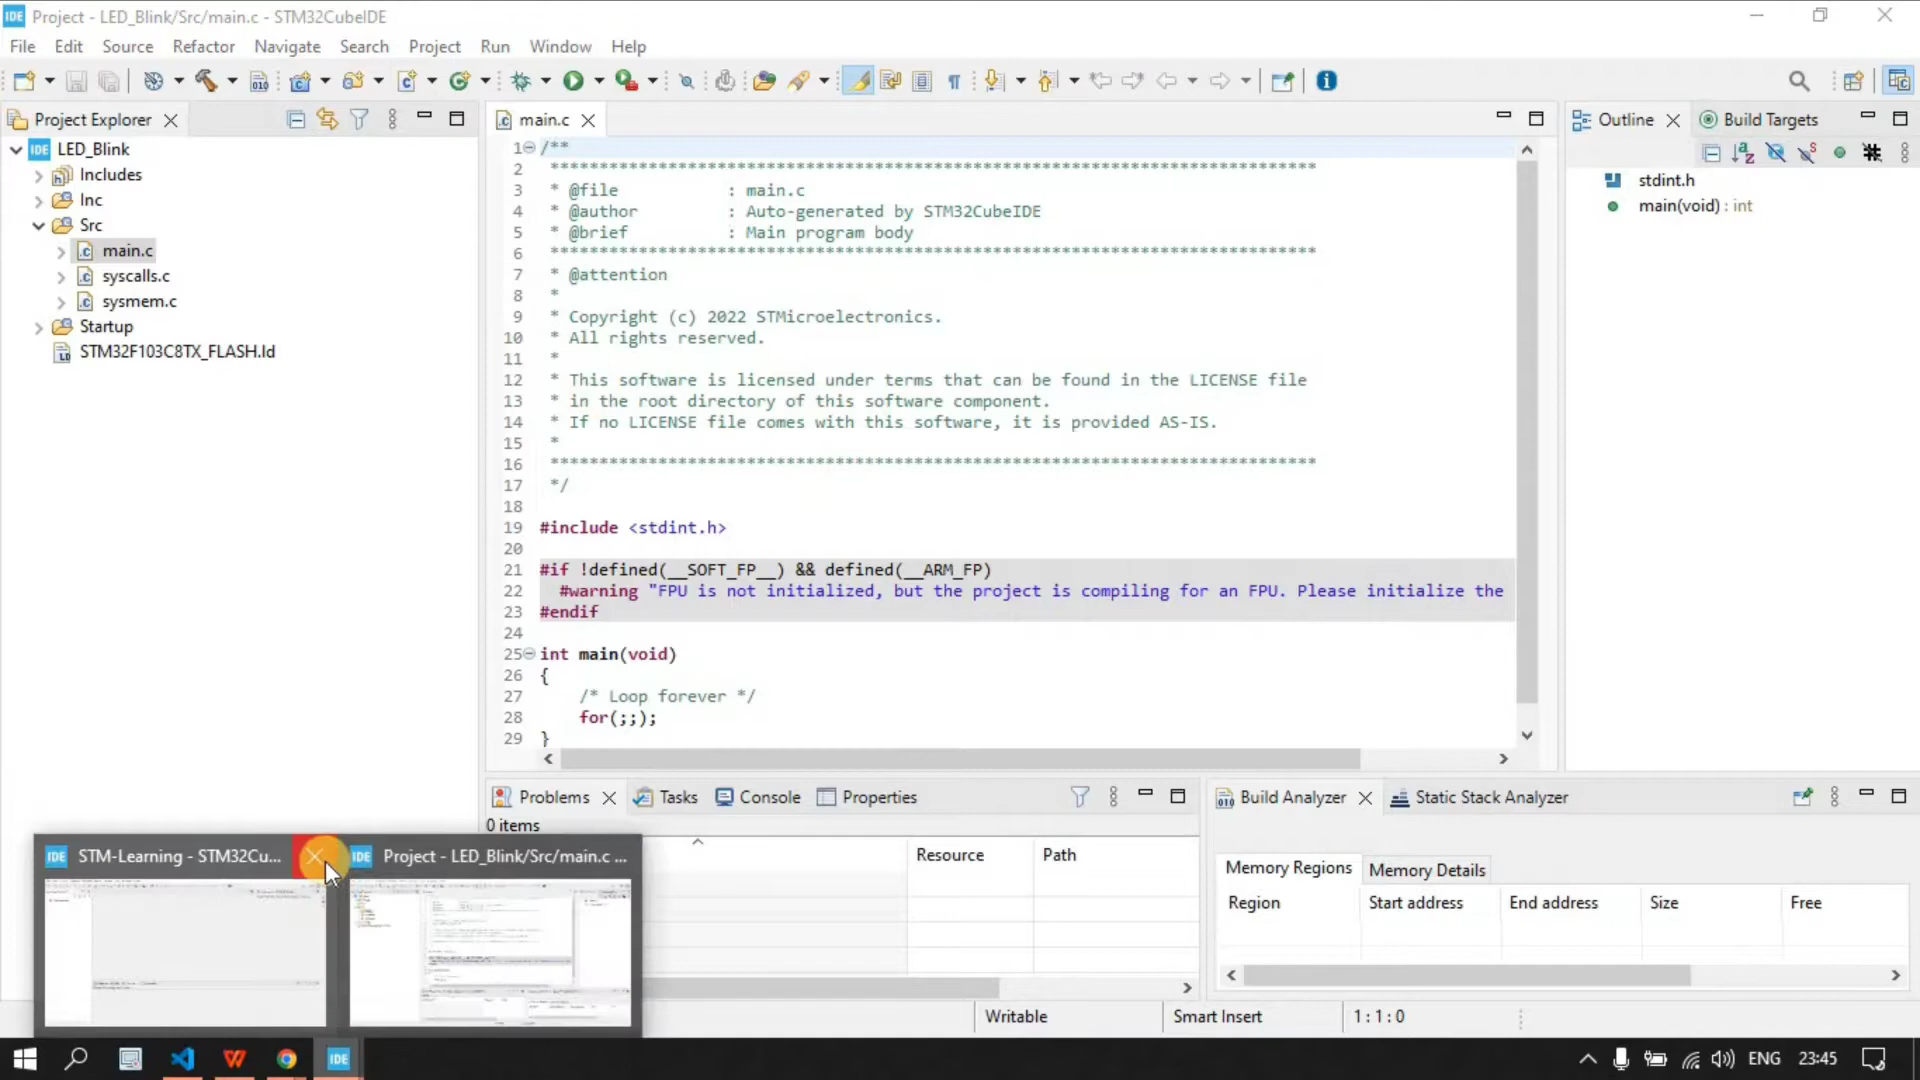 IDE Project - LED_Blink/Src/main.c - STM32CubeIDE
File Edit Source Refactor Navigate Search Project Run Window Help
Project Explorer
IDE LED_Blink
Includes
Inc
Src
main.c
syscalls.c
sysmem.c
Startup
STM32F103C8TX_FLASH.ld
main.c
1 /**
2 ******************************************************************************
3 * @file : main.c
4 * @author : Auto-generated by STM32CubeIDE
5 * @brief : Main program body
6 ******************************************************************************
7 * @attention
8 *
9 * Copyright (c) 2022 STMicroelectronics.
10 * All rights reserved.
11 *
12 * This software is licensed under terms that can be found in the LICENSE file
13 * in the root directory of this software component.
14 * If no LICENSE file comes with this software, it is provided AS-IS.
15 *
16 ******************************************************************************
17 */
18
19 #include <stdint.h>
20
21 #if !defined(__SOFT_FP__) && defined(__ARM_FP)
22 #warning "FPU is not initialized, but the project is compiling for an FPU. Please initialize the
23 #endif
24
25 int main(void)
26 {
27 /* Loop forever */
28 for(;;);
29 }
Outline Build Targets
stdint.h
main(void) : int
Problems Tasks Console Properties
0 items
Resource Path
Build Analyzer Static Stack Analyzer
Memory Regions Memory Details
Region Start address End address Size Free
IDE STM-Learning - STM32Cu...
IDE Project - LED_Blink/Src/main.c ...
Writable Smart Insert 1 : 1 : 0
IDE
ENG 23:45